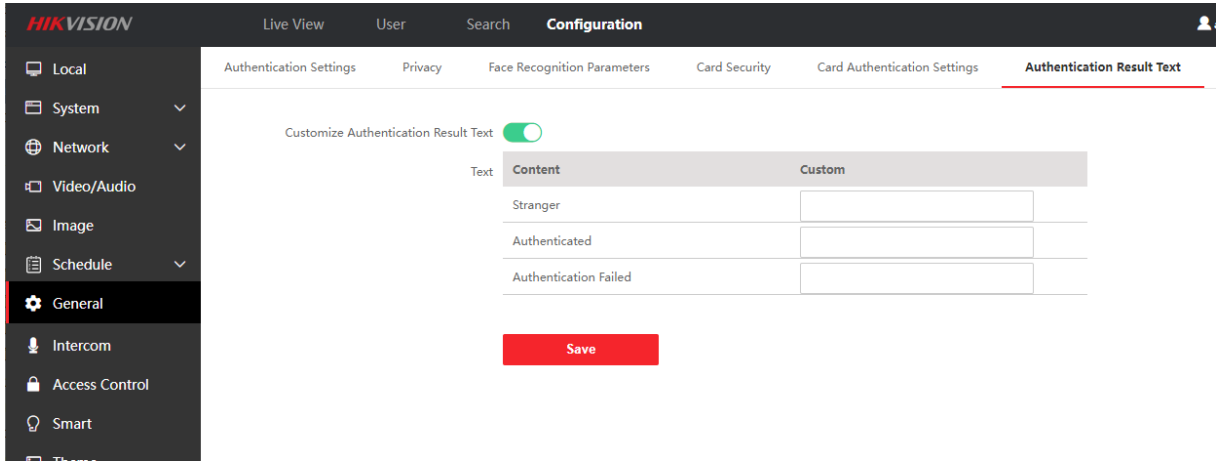 HIKVISION Live View User Search Configuration
Local
System
Network
Video/Audio
Image
Schedule
General
Intercom
Access Control
Smart
Authentication Settings Privacy Face Recognition Parameters Card Security Card Authentication Settings Authentication Result Text
Customize Authentication Result Text
Text Content Custom
Stranger
Authenticated
Authentication Failed
Save